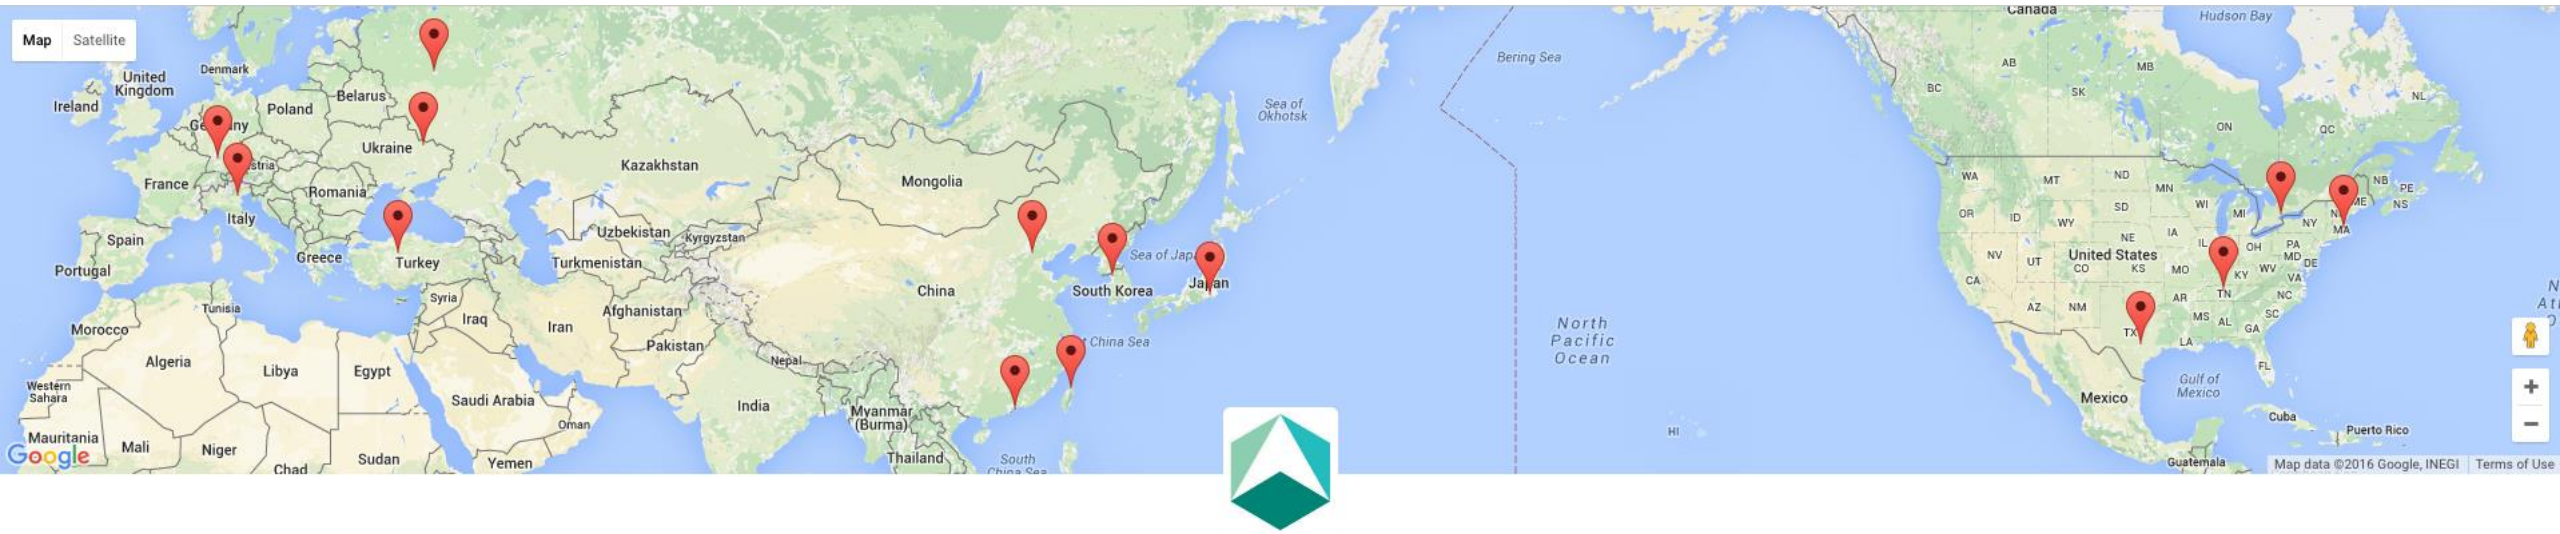 Map Satellite
Canada
Hudson Bay
Bering Sea
United
Kingdom
Denmark
AB
MB
Ireland
Poland
Belarus
BC
SK
NL
Sea of
Okhotsk
Ukraine
ON
QC
Kazakhstan
France
Romania
Mongolia
WA
MT
ND
MN
NB
PE
Italy
OR
ID
SD
WY
WI
MI
NY
NS
MA
Spain
Uzbekistan
Kyrgyzstan
NE
IA
IL
OH
PA
MD
DE
Portugal
Greece
Turkey
Turkmenistan
South Korea
NV
UT
United States
CO
KS
MO
KY
WV
VA
Tunisia
Syria
China
CA
TN
NC
Morocco
Iraq
Iran
Afghanistan
AZ
NM
AR
MS
AL
GA
SC
Algeria
Libya
Egypt
Pakistan
Nepal
North
Pacific
Ocean
TX
LA
FL
Western
Sahara
Saudi Arabia
India
Myanmar
(Burma)
Gulf of
Mexico
Mexico
Cuba
Oman
HI
Puerto Rico
Mauritania
Mali
Niger
Chad
Sudan
Yemen
Thailand
South
China Sea
Guatemala
Google
Map data ©2016 Google, INEGI
Terms of Use